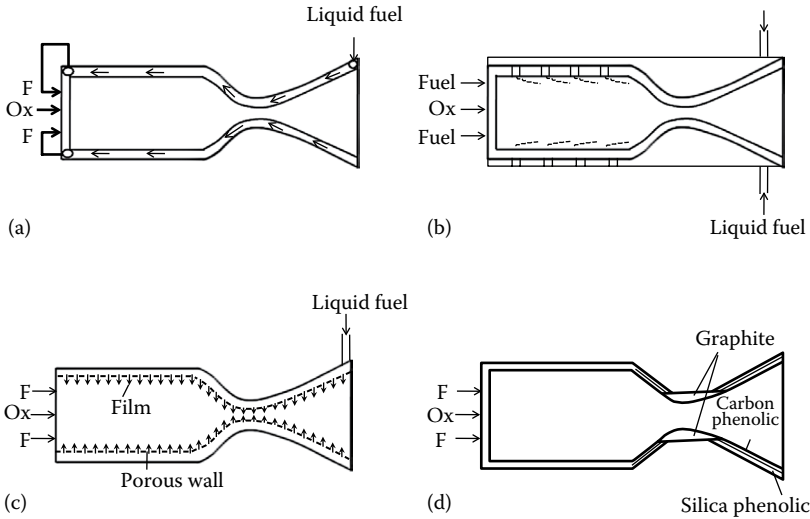 Liquid fuel
F
Ox
F
(a)
Fuel
Ox
Fuel
Liquid fuel
(b)
Liquid fuel
F
Ox
F
Film
Porous wall
(c)
Graphite
F
Ox
F
Carbon
phenolic
Silica phenolic
(d)